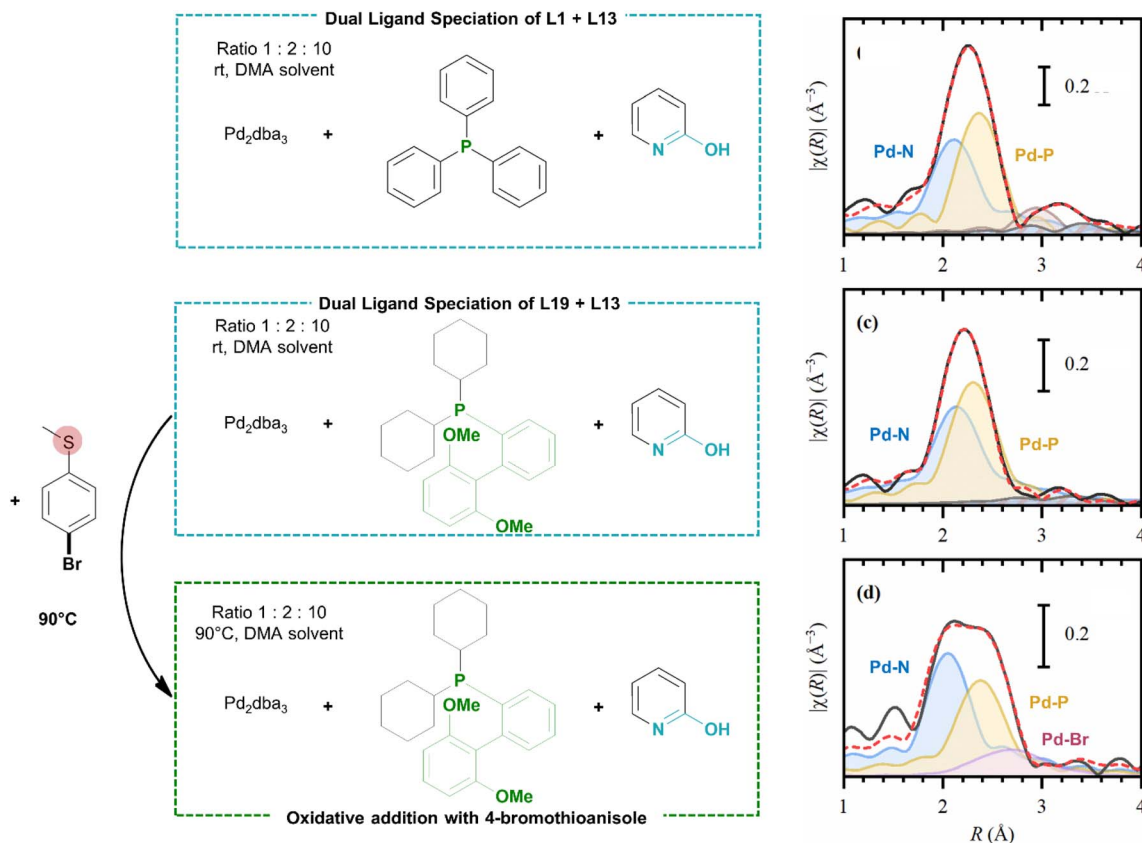 Dual Ligand Speciation of L1 + L13
Ratio 1 : 2 : 10
rt, DMA solvent
Pd₂dba₃ + P + N OH
|χ(R)| (Å⁻³)
0.2
Pd-N
Pd-P
1 2 3 4
Dual Ligand Speciation of L19 + L13
Ratio 1 : 2 : 10
rt, DMA solvent
Pd₂dba₃ + P OMe OMe + N OH
(c)
|χ(R)| (Å⁻³)
0.2
Pd-N
Pd-P
1 2 3 4
+ S Br
90°C
Ratio 1 : 2 : 10
90°C, DMA solvent
Pd₂dba₃ + P OMe OMe + N OH
Oxidative addition with 4-bromothioanisole
(d)
|χ(R)| (Å⁻³)
0.2
Pd-N
Pd-P
Pd-Br
1 2 3 4
R (Å)